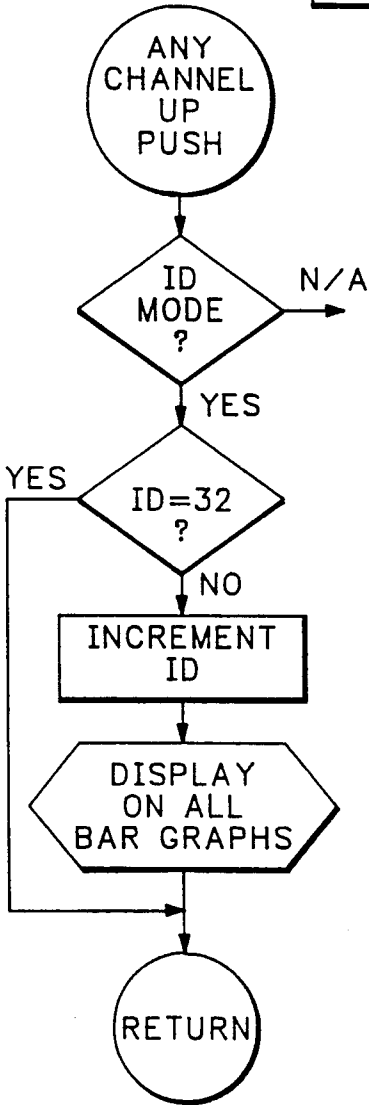 ANY
CHANNEL
UP
PUSH
ID
MODE
?
N/A
YES
YES
ID=32
?
NO
INCREMENT
ID
DISPLAY
ON ALL
BAR GRAPHS
RETURN